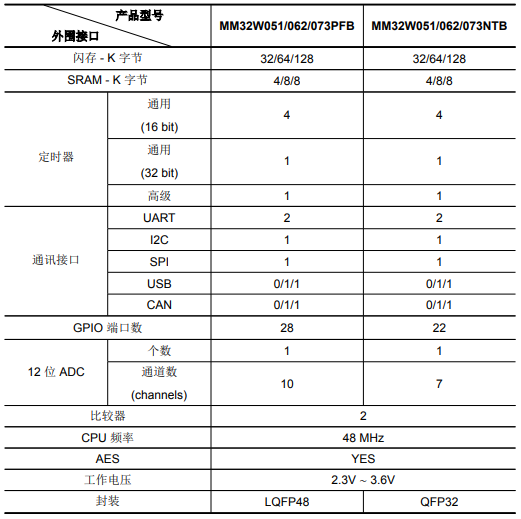 产品型号
外围接口
MM32W051/062/073PFB MM32W051/062/073NTB
闪存 - K 字节 32/64/128 32/64/128
SRAM - K 字节 4/8/8 4/8/8
定时器
通用
(16 bit)
4 4
通用
(32 bit)
1 1
高级 1 1
通讯接口
UART 2 2
I2C 1 1
SPI 1 1
USB 0/1/1 0/1/1
CAN 0/1/1 0/1/1
GPIO 端口数 28 22
12 位 ADC
个数 1 1
通道数
(channels)
10 7
比较器 2
CPU 频率 48 MHz
AES YES
工作电压 2.3V ~ 3.6V
封装 LQFP48 QFP32